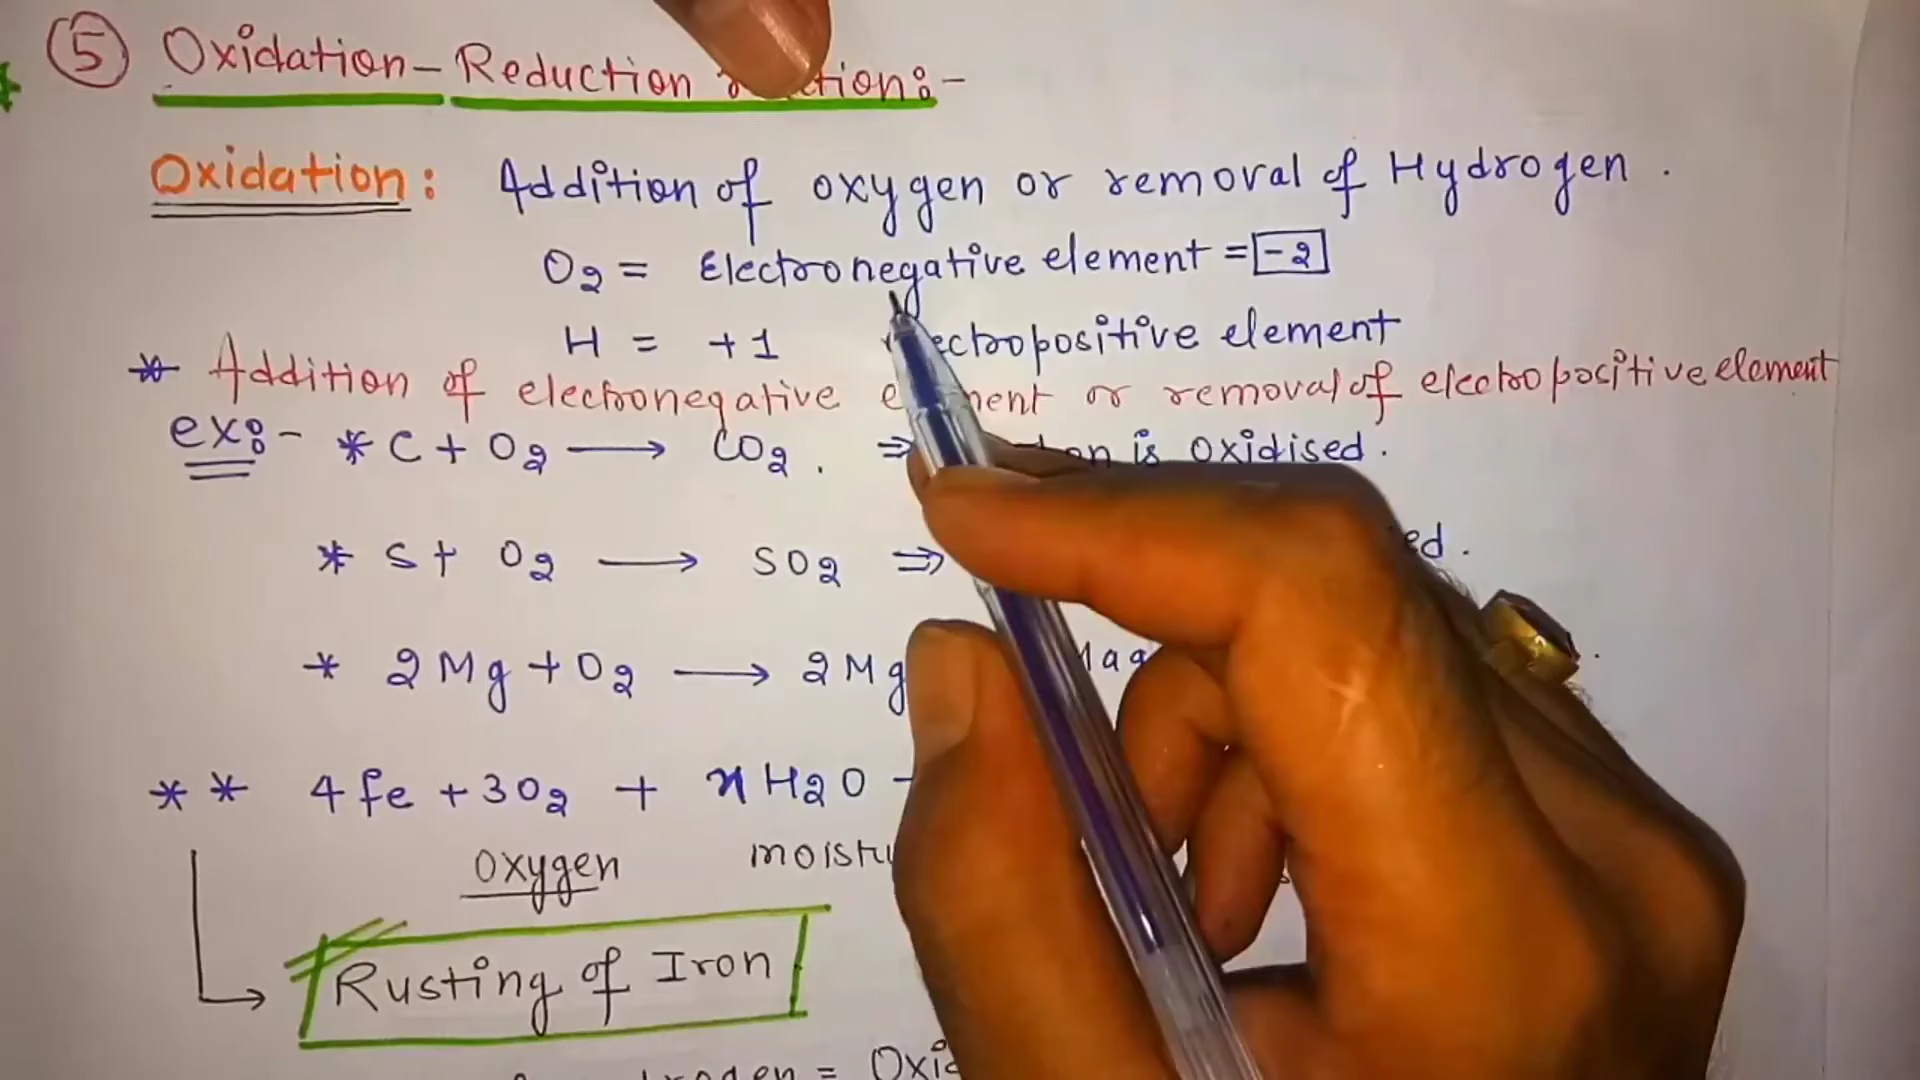 5 Oxidation-Reduction
Oxidation: Addition of oxygen or removal of Hydrogen.
O2 = Electronegative element = -2
H = +1 electropositive element
* Addition of electronegative element or removal of electropositive element
ex:- * C + O2 → CO2. ⇒ is oxidised.
* S + O2 → SO2 ⇒
* 2Mg + O2 → 2Mg
** 4fe + 3O2 + xH2O
oxygen
Rusting of Iron
=